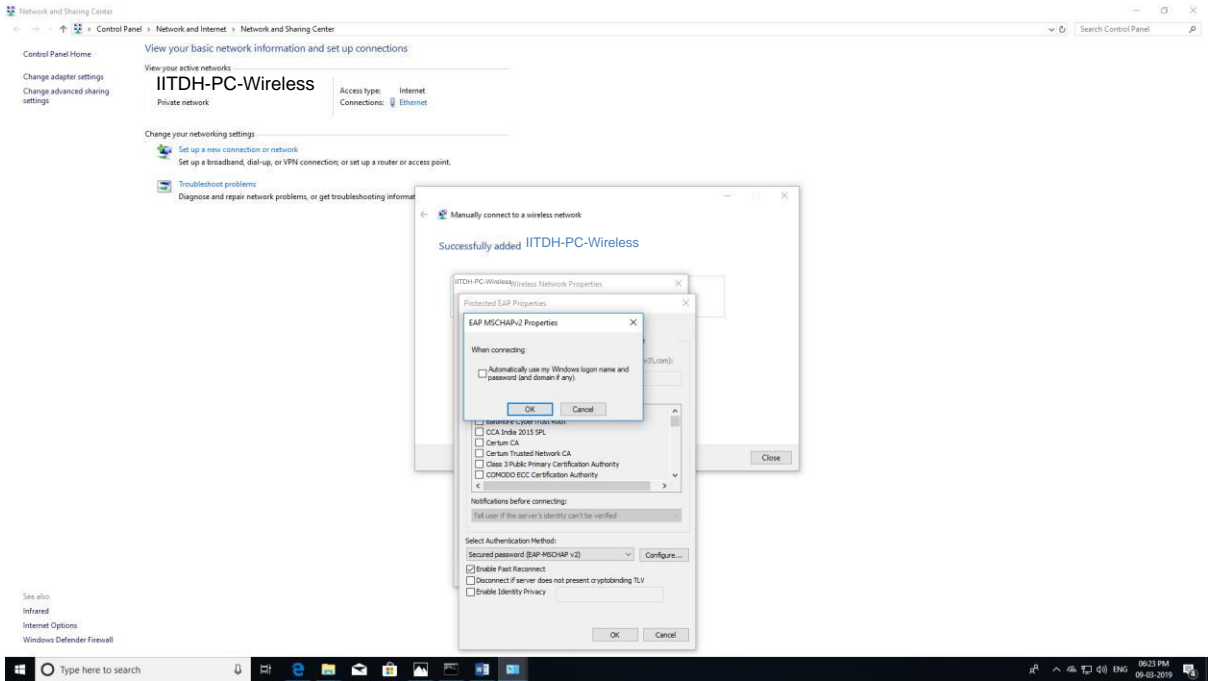 Network and Sharing Center
Control Panel > Network and Internet > Network and Sharing Center
Search Control Panel
Control Panel Home
Change adapter settings
Change advanced sharing
settings
View your basic network information and set up connections
View your active networks
IITDH-PC-Wireless
Private network
Access type: Internet
Connections: Ethernet
Change your networking settings
Set up a new connection or network
Set up a broadband, dial-up, or VPN connection; or set up a router or access point.
Troubleshoot problems
Diagnose and repair network problems, or get troubleshooting informat
Manually connect to a wireless network
Successfully added IITDH-PC-Wireless
IITDH-PC-Wireless Wireless Network Properties
Protected EAP Properties
EAP MSCHAPv2 Properties
When connecting:
Automatically use my Windows logon name and
password (and domain if any).
OK Cancel
Baltimore CyberTrust Root
CCA India 2015 SPL
Certum CA
Certum Trusted Network CA
Class 3 Public Primary Certification Authority
COMODO ECC Certification Authority
Notifications before connecting:
Tell user if the server's identity can't be verified
Select Authentication Method:
Secured password (EAP-MSCHAP v2) Configure...
Enable Fast Reconnect
Disconnect if server does not present cryptobinding TLV
Enable Identity Privacy
OK Cancel
Close
See also
Infrared
Internet Options
Windows Defender Firewall
Type here to search
ENG
06:23 PM
09-03-2019